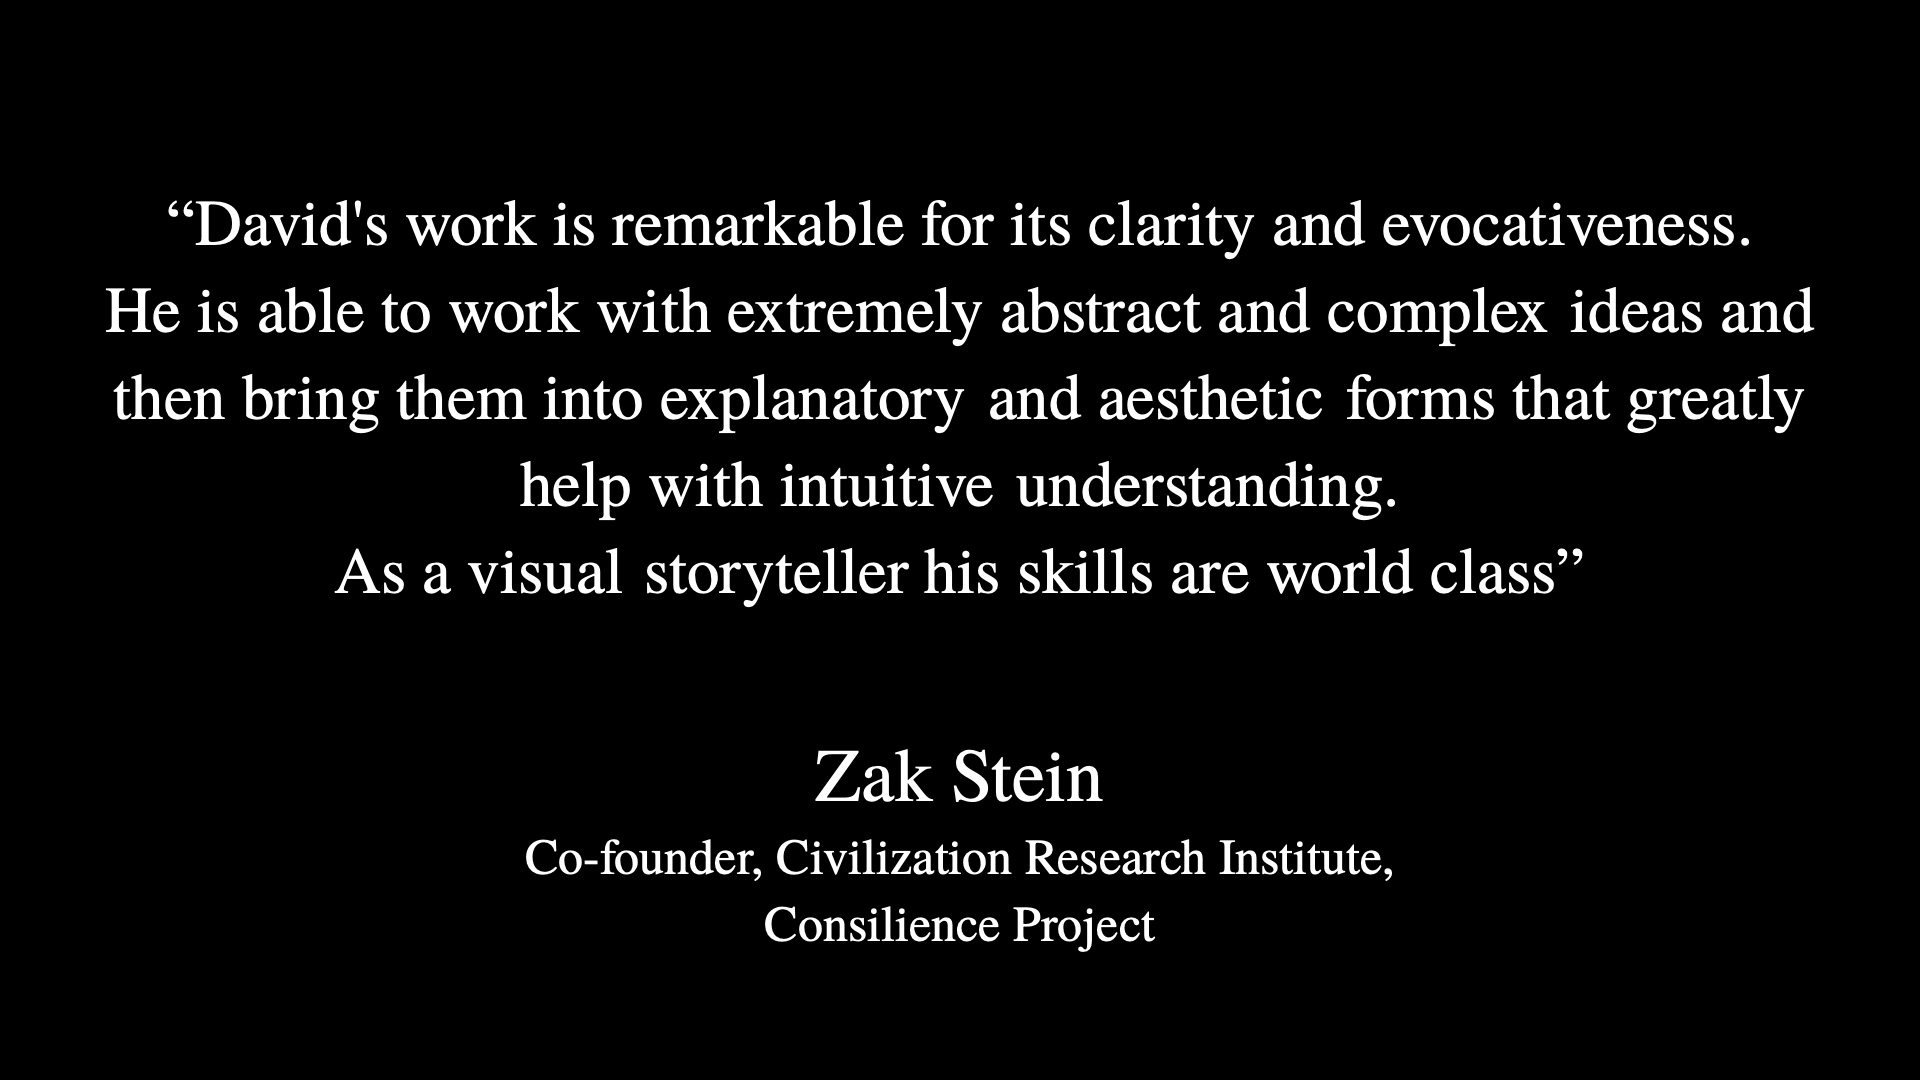 “David's work is remarkable for its clarity and evocativeness.
He is able to work with extremely abstract and complex ideas and
then bring them into explanatory and aesthetic forms that greatly
help with intuitive understanding.
As a visual storyteller his skills are world class”
Zak Stein
Co-founder, Civilization Research Institute,
Consilience Project